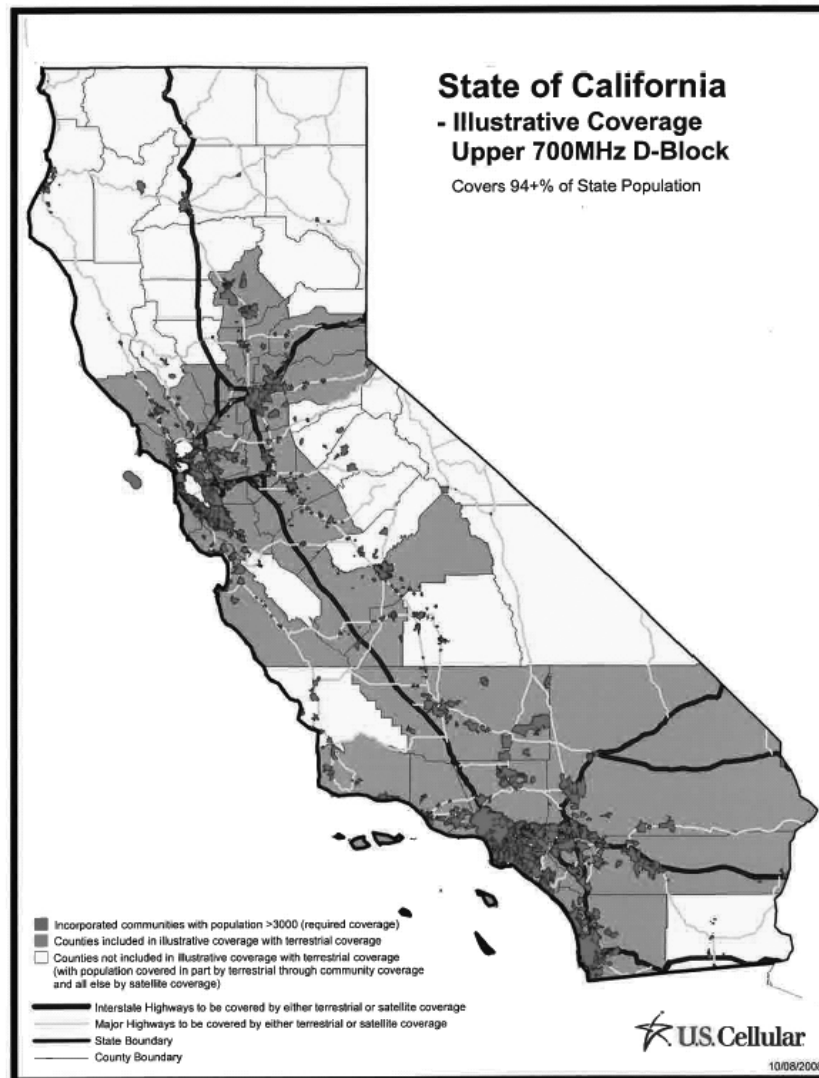 State of California
- Illustrative Coverage
Upper 700MHz D-Block
Covers 94+% of State Population
Incorporated communities with population >3000 (required coverage)
Counties included in illustrative coverage with terrestrial coverage
Counties not included in illustrative coverage with terrestrial coverage
(with population covered in part by terrestrial through community coverage
and all else by satellite coverage)
Interstate Highways to be covered by either terrestrial or satellite coverage
Major Highways to be covered by either terrestrial or satellite coverage
State Boundary
County Boundary
U.S. Cellular
10/08/2008